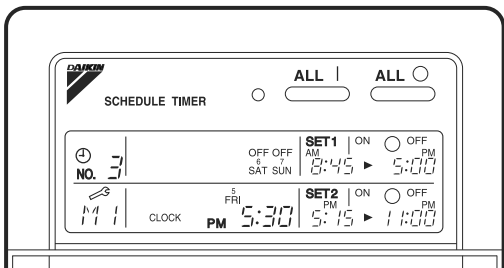 DAIKIN
SCHEDULE TIMER
ALL | ALL ○
NO. 3
OFF OFF
6 7
SAT SUN
SET1 | ON ○ OFF
AM 8:45 ▶ PM 5:00
M1
CLOCK
5
FRI
PM 5:30
SET2 | ON ○ OFF
PM 5:15 ▶ PM 11:00